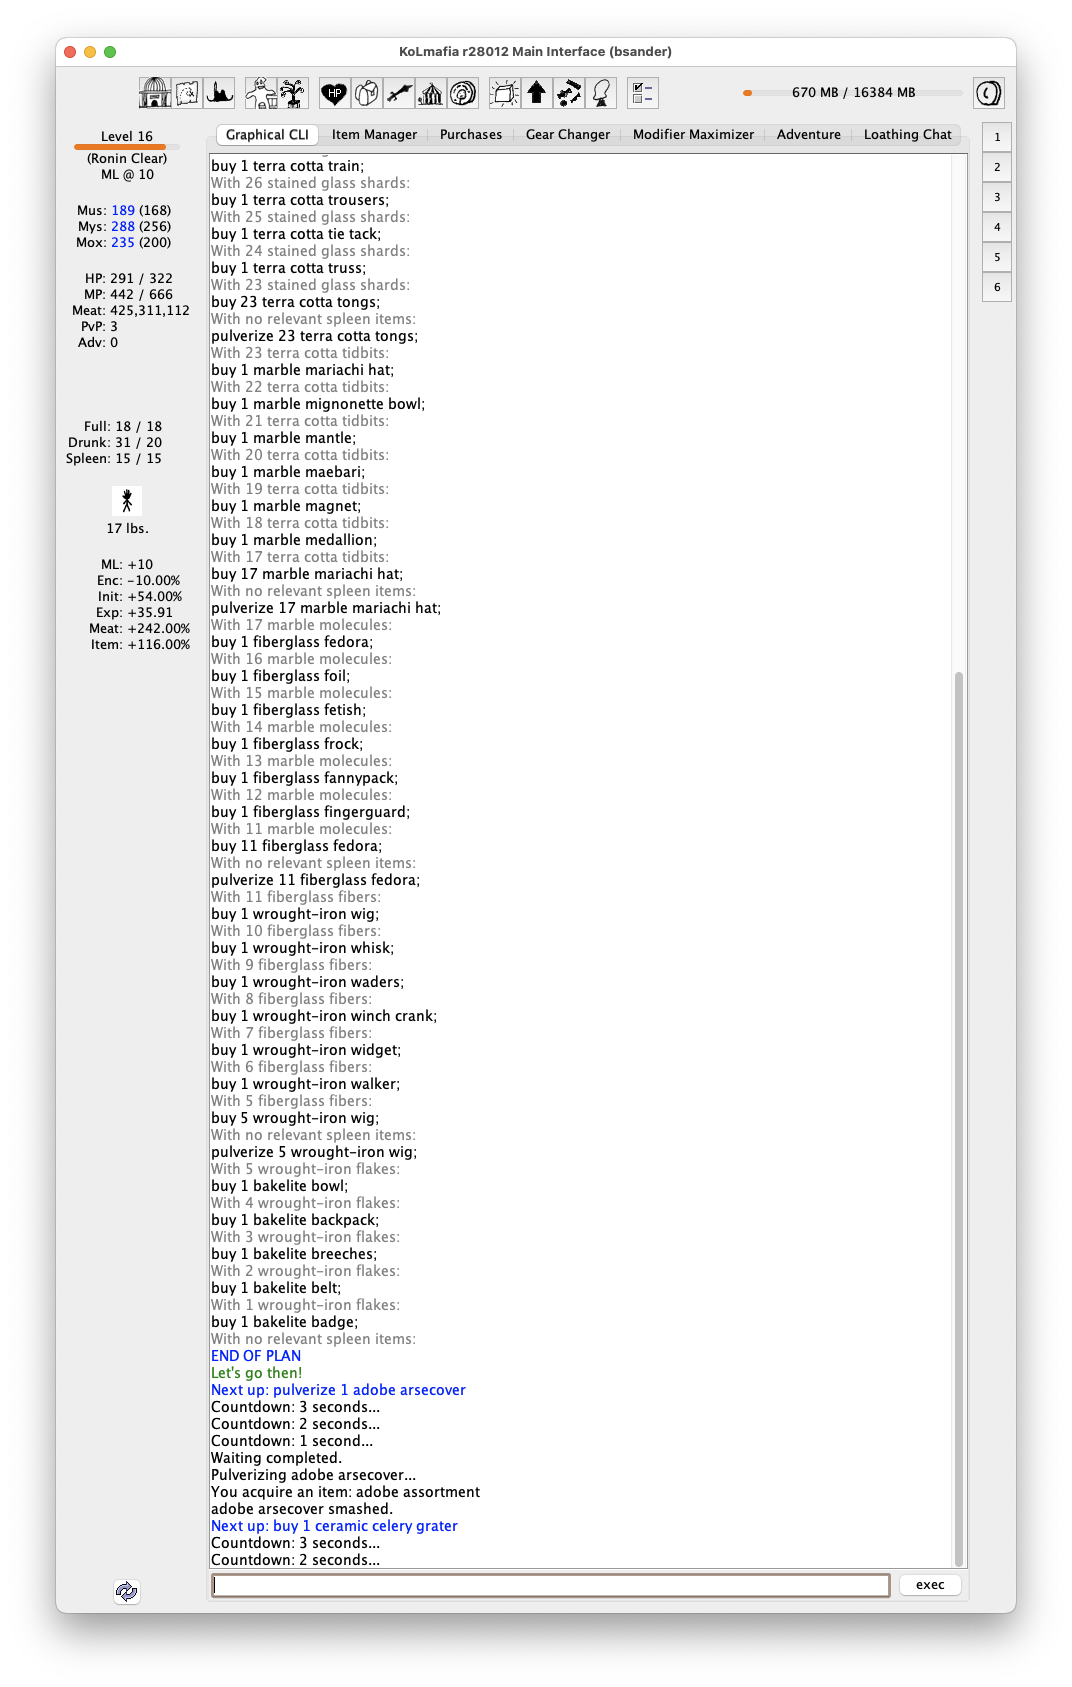 KoLmafia r28012 Main Interface (bsander)
HP
670 MB / 16384 MB
Level 16
(Ronin Clear)
ML @ 10
Mus: 189 (168)
Mys: 288 (256)
Mox: 235 (200)
HP: 291 / 322
MP: 442 / 666
Meat: 425,311,112
PvP: 3
Adv: 0
Full: 18 / 18
Drunk: 31 / 20
Spleen: 15 / 15
17 lbs.
ML: +10
Enc: -10.00%
Init: +54.00%
Exp: +35.91
Meat: +242.00%
Item: +116.00%
Graphical CLI
Item Manager
Purchases
Gear Changer
Modifier Maximizer
Adventure
Loathing Chat
buy 1 terra cotta train;
With 26 stained glass shards:
buy 1 terra cotta trousers;
With 25 stained glass shards:
buy 1 terra cotta tie tack;
With 24 stained glass shards:
buy 1 terra cotta truss;
With 23 stained glass shards:
buy 23 terra cotta tongs;
With no relevant spleen items:
pulverize 23 terra cotta tongs;
With 23 terra cotta tidbits:
buy 1 marble mariachi hat;
With 22 terra cotta tidbits:
buy 1 marble mignonette bowl;
With 21 terra cotta tidbits:
buy 1 marble mantle;
With 20 terra cotta tidbits:
buy 1 marble maebari;
With 19 terra cotta tidbits:
buy 1 marble magnet;
With 18 terra cotta tidbits:
buy 1 marble medallion;
With 17 terra cotta tidbits:
buy 17 marble mariachi hat;
With no relevant spleen items:
pulverize 17 marble mariachi hat;
With 17 marble molecules:
buy 1 fiberglass fedora;
With 16 marble molecules:
buy 1 fiberglass foil;
With 15 marble molecules:
buy 1 fiberglass fetish;
With 14 marble molecules:
buy 1 fiberglass frock;
With 13 marble molecules:
buy 1 fiberglass fannypack;
With 12 marble molecules:
buy 1 fiberglass fingerguard;
With 11 marble molecules:
buy 11 fiberglass fedora;
With no relevant spleen items:
pulverize 11 fiberglass fedora;
With 11 fiberglass fibers:
buy 1 wrought-iron wig;
With 10 fiberglass fibers:
buy 1 wrought-iron whisk;
With 9 fiberglass fibers:
buy 1 wrought-iron waders;
With 8 fiberglass fibers:
buy 1 wrought-iron winch crank;
With 7 fiberglass fibers:
buy 1 wrought-iron widget;
With 6 fiberglass fibers:
buy 1 wrought-iron walker;
With 5 fiberglass fibers:
buy 5 wrought-iron wig;
With no relevant spleen items:
pulverize 5 wrought-iron wig;
With 5 wrought-iron flakes:
buy 1 bakelite bowl;
With 4 wrought-iron flakes:
buy 1 bakelite backpack;
With 3 wrought-iron flakes:
buy 1 bakelite breeches;
With 2 wrought-iron flakes:
buy 1 bakelite belt;
With 1 wrought-iron flakes:
buy 1 bakelite badge;
With no relevant spleen items:
END OF PLAN
Let's go then!
Next up: pulverize 1 adobe arsecover
Countdown: 3 seconds...
Countdown: 2 seconds...
Countdown: 1 second...
Waiting completed.
Pulverizing adobe arsecover...
You acquire an item: adobe assortment
adobe arsecover smashed.
Next up: buy 1 ceramic celery grater
Countdown: 3 seconds...
Countdown: 2 seconds...
exec
1
2
3
4
5
6